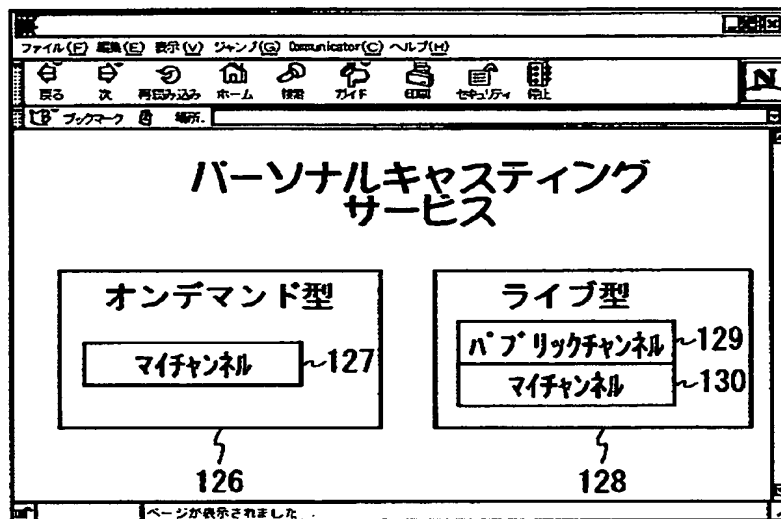 ファイル(F) 編集(E) 表示(V) ジャンプ(G) Communicator(C) ヘルプ(H)
戻る 次 再読み込み ホーム 検索 ガイド 印刷 セキュリティ 停止
N
ブックマーク 場所.
パーソナルキャスティング
サービス
オンデマンド型
マイチャンネル 127
126
ライブ型
パブリックチャンネル 129
マイチャンネル 130
128
ページが表示されました